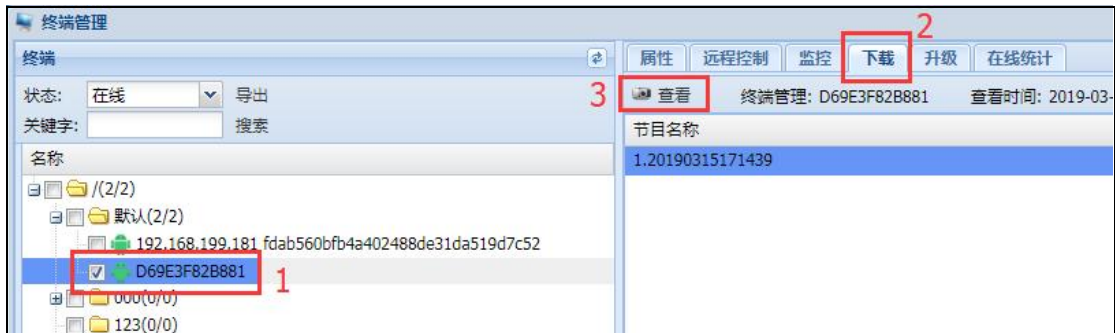 终端管理
2
终端
属性 远程控制 监控 下载 升级 在线统计
状态: 在线 导出
3 查看 终端管理: D69E3F82B881 查看时间: 2019-03-
关键字: 搜索
节目名称
名称
1.20190315171439
/(2/2)
默认(2/2)
192.168.199.181 fdab560bfb4a402488de31da519d7c52
D69E3F82B881
1
000(0/0)
123(0/0)